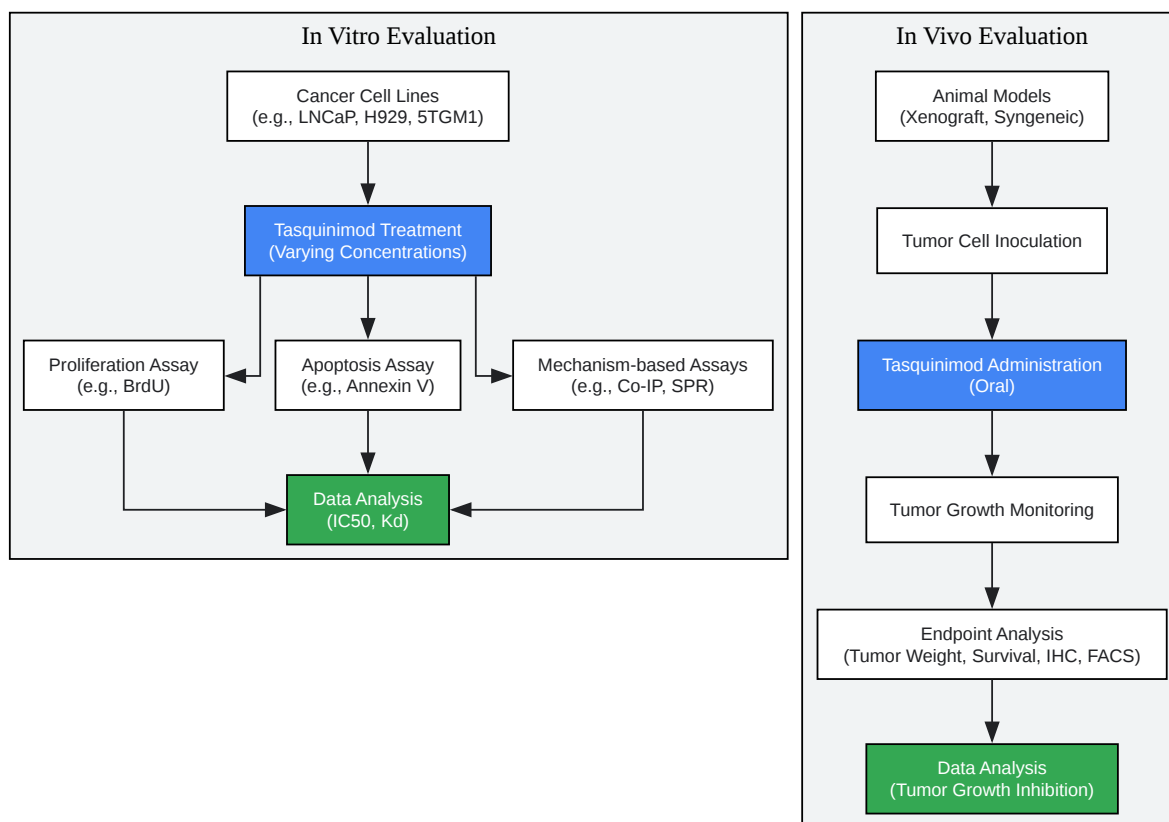 In Vitro Evaluation
Cancer Cell Lines
(e.g., LNCaP, H929, 5TGM1)
Tasquinimod Treatment
(Varying Concentrations)
Proliferation Assay
(e.g., BrdU)
Apoptosis Assay
(e.g., Annexin V)
Mechanism-based Assays
(e.g., Co-IP, SPR)
Data Analysis
(IC50, Kd)
In Vivo Evaluation
Animal Models
(Xenograft, Syngeneic)
Tumor Cell Inoculation
Tasquinimod Administration
(Oral)
Tumor Growth Monitoring
Endpoint Analysis
(Tumor Weight, Survival, IHC, FACS)
Data Analysis
(Tumor Growth Inhibition)